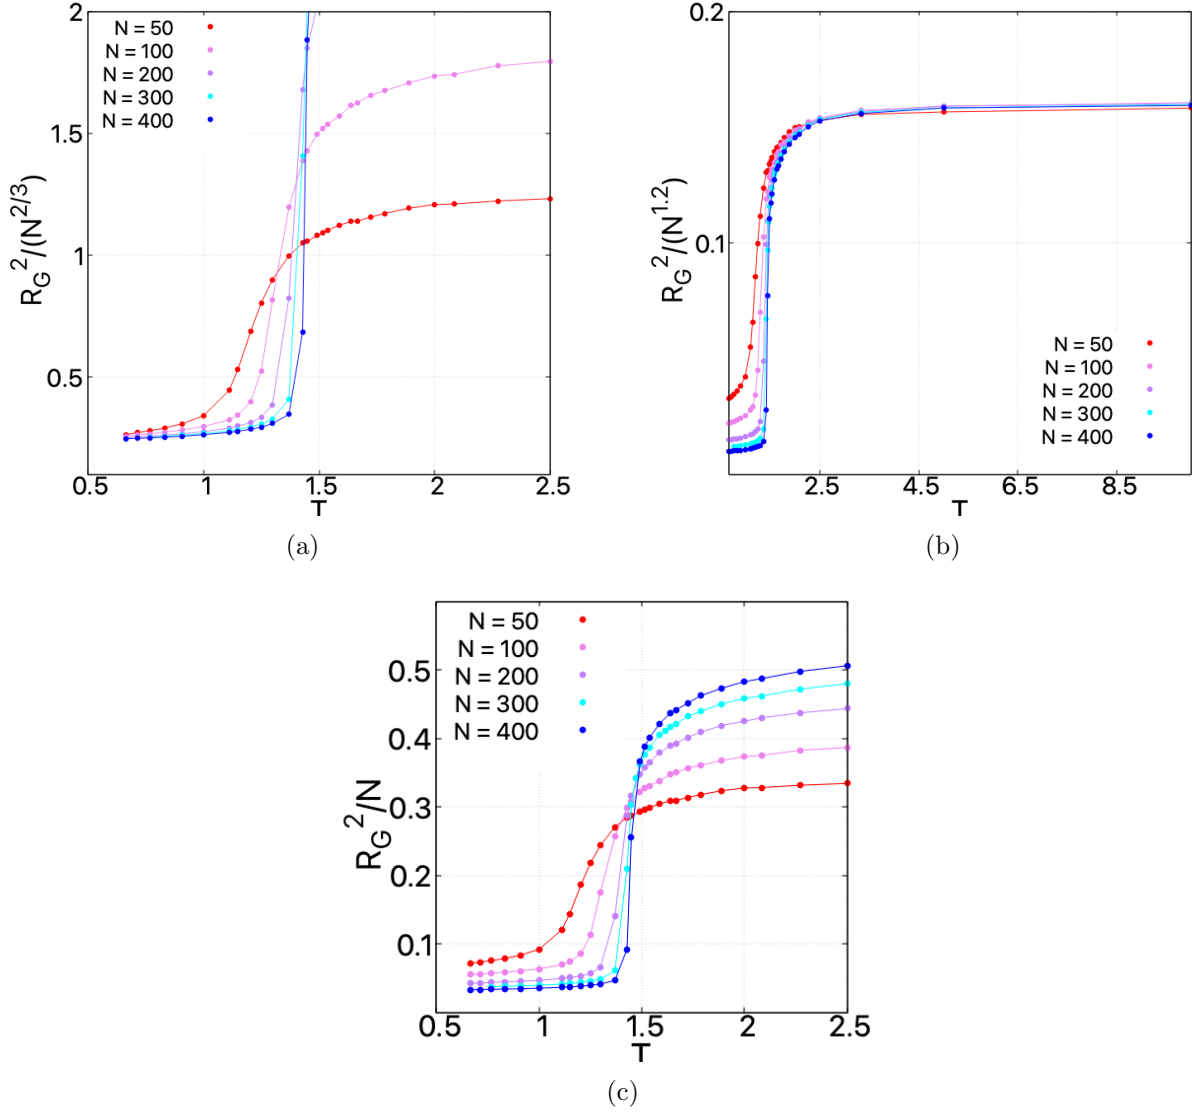 2
1.5
1
0.5
R_G^2/(N^{2/3})
N = 50
N = 100
N = 200
N = 300
N = 400
0.5 1 1.5 2 2.5
T
(a)
0.2
0.1
R_G^2/(N^{1.2})
N = 50
N = 100
N = 200
N = 300
N = 400
2.5 4.5 6.5 8.5
T
(b)
N = 50
N = 100
N = 200
N = 300
N = 400
0.5
0.4
0.3
0.2
0.1
R_G^2/N
0.5 1 1.5 2 2.5
T
(c)